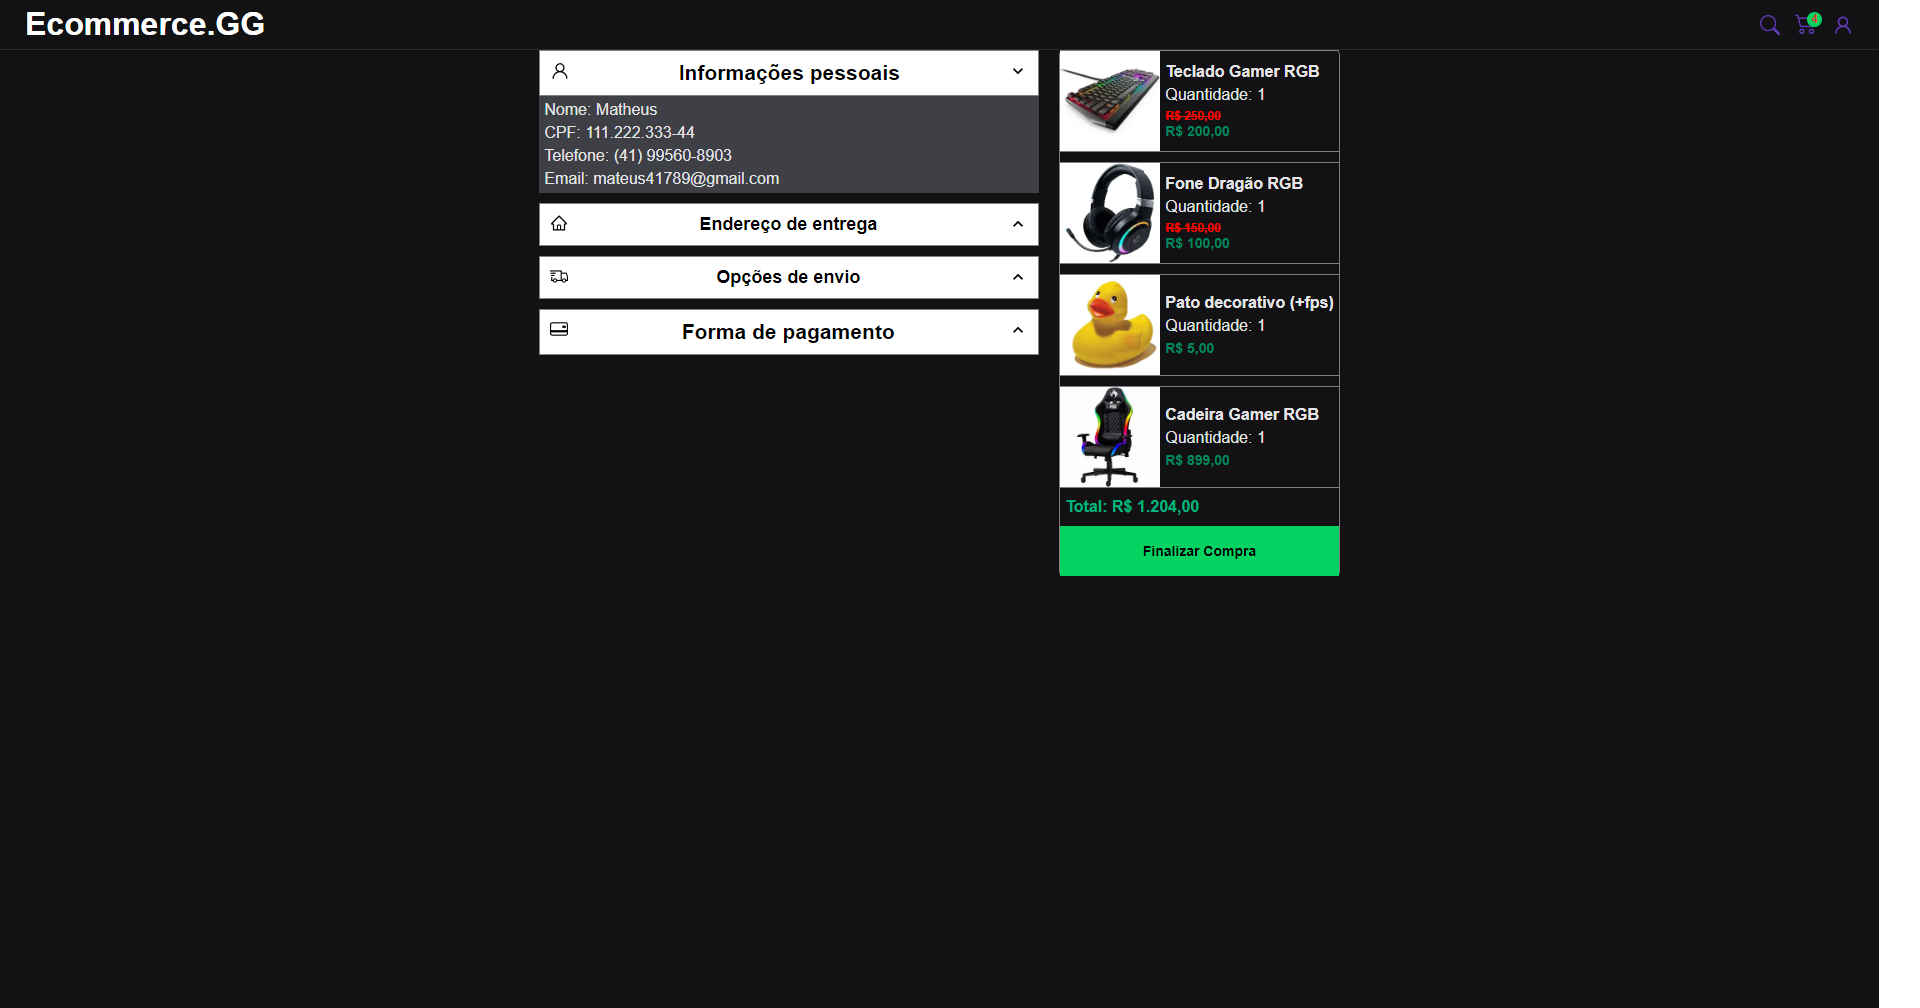 Ecommerce.GG
4
Informações pessoais
Nome: Matheus
CPF: 111.222.333-44
Telefone: (41) 99560-8903
Email: mateus41789@gmail.com
Endereço de entrega
Opções de envio
Forma de pagamento
Teclado Gamer RGB
Quantidade: 1
R$ 250,00
R$ 200,00
Fone Dragão RGB
Quantidade: 1
R$ 150,00
R$ 100,00
Pato decorativo (+fps)
Quantidade: 1
R$ 5,00
Cadeira Gamer RGB
Quantidade: 1
R$ 899,00
Total: R$ 1.204,00
Finalizar Compra